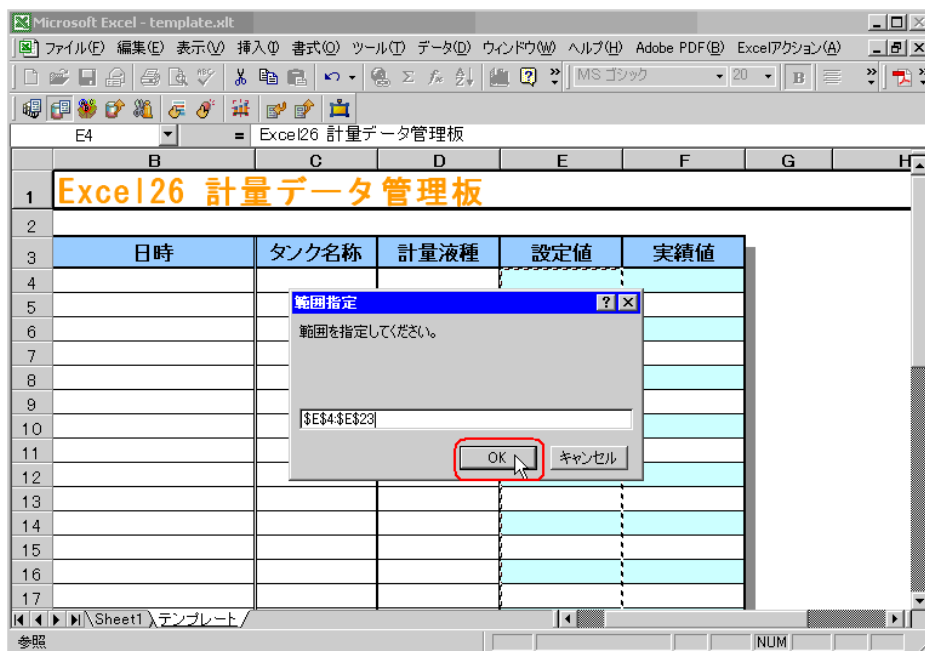 Microsoft Excel - template.xlt
ファイル(F) 編集(E) 表示(V) 挿入(I) 書式(O) ツール(T) データ(D) ウィンドウ(W) ヘルプ(H) Adobe PDF(B) Excelアクション(A)
MS ゴシック 20 B
E4 = Excel26 計量データ管理板
B C D E F G H
1 Excel26 計量データ管理板
2
3 日時 タンク名称 計量液種 設定値 実績値
4
範囲指定
5
範囲を指定してください。
6
7
8
9
$E$4:$E$23
10
11
OK キャンセル
12
13
14
15
16
17
Sheet1 テンプレート
参照 NUM